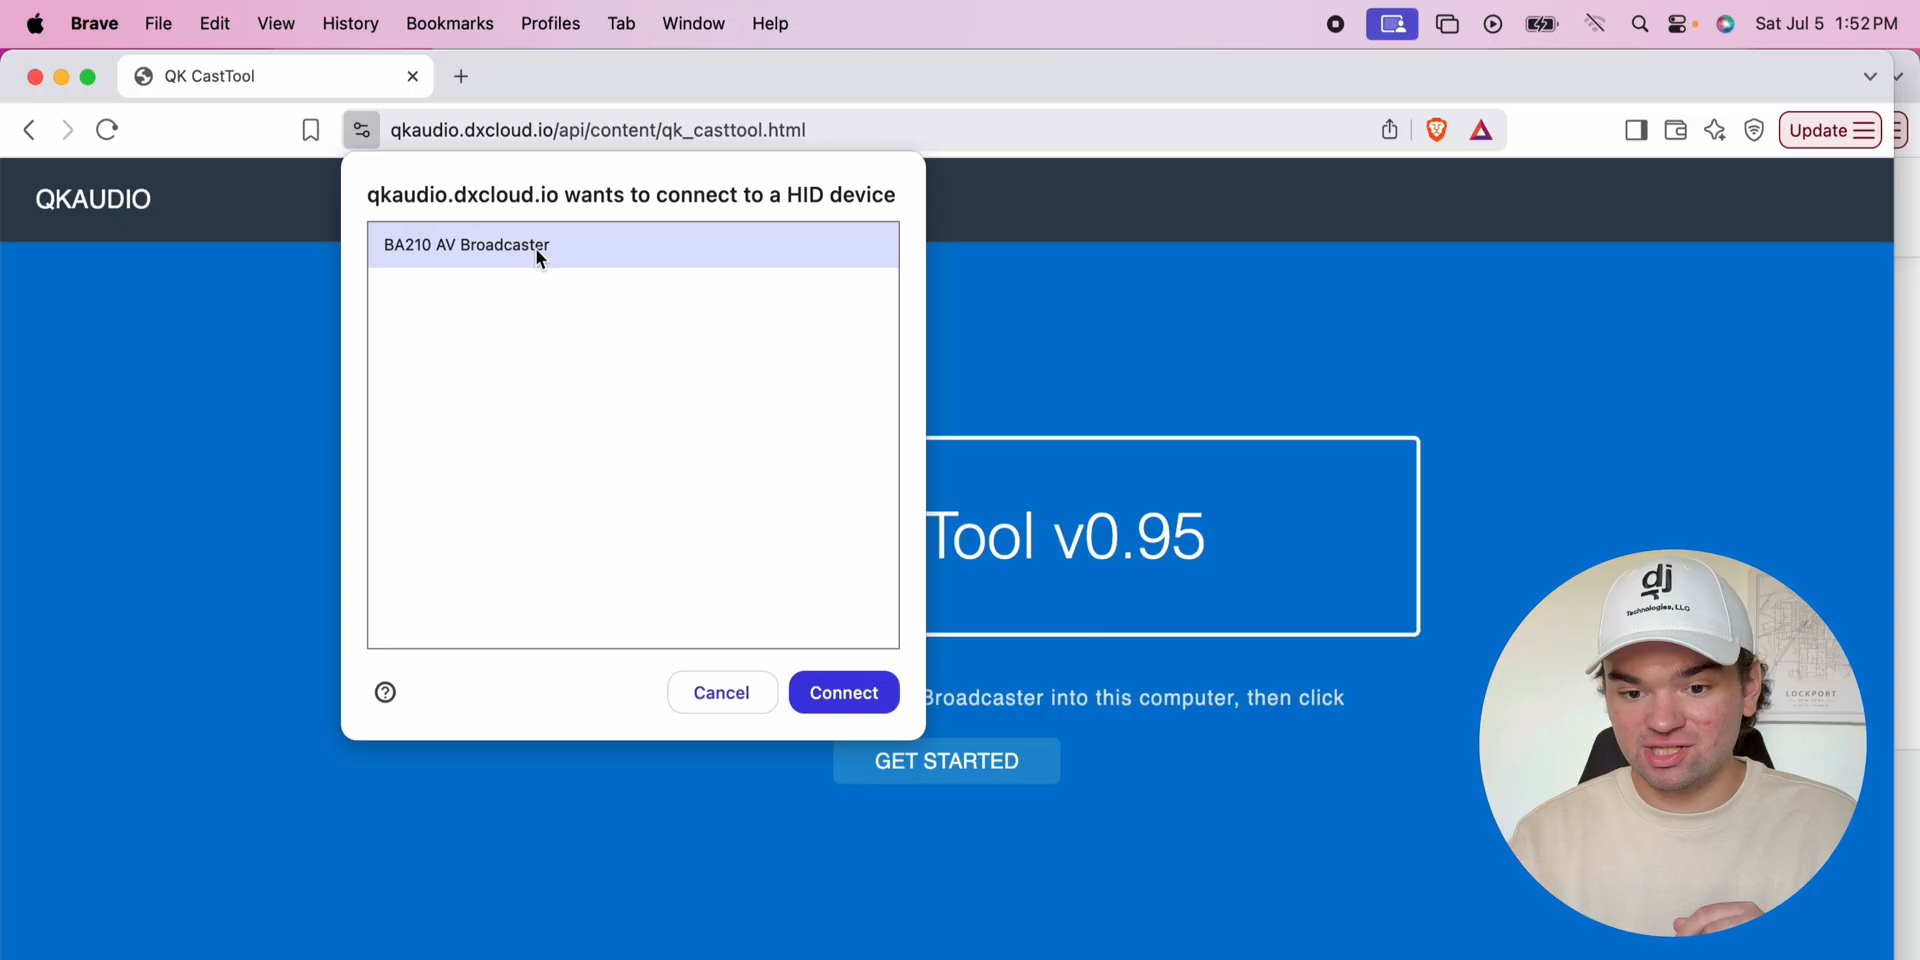 Brave File Edit View History Bookmarks Profiles Tab Window Help Sat Jul 5 1:52 PM
QK CastTool
qkaudio.dxcloud.io/api/content/qk_casttool.html Update
QKAUDIO
qkaudio.dxcloud.io wants to connect to a HID device
BA210 AV Broadcaster
Tool v0.95
Cancel Connect
Broadcaster into this computer, then click
GET STARTED
dj
Technologies, LLC
LOCKPORT